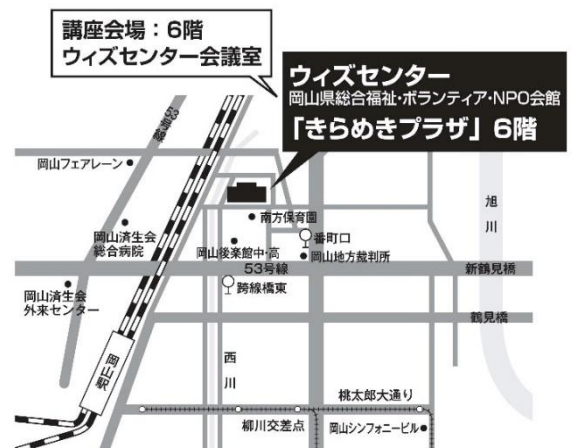 講座会場：6階
ウィズセンター会議室
ウィズセンター
岡山県総合福祉・ボランティア・NPO会館
「きらめきプラザ」6階
53号線
岡山フェアレーン
旭川
南方保育園
岡山済生会
総合病院
番町口
岡山後楽館中・高
岡山地方裁判所
53号線
新鶴見橋
跨線橋東
岡山済生会
外来センター
鶴見橋
岡山駅
西川
桃太郎大通り
柳川交差点
岡山シンフォニービル